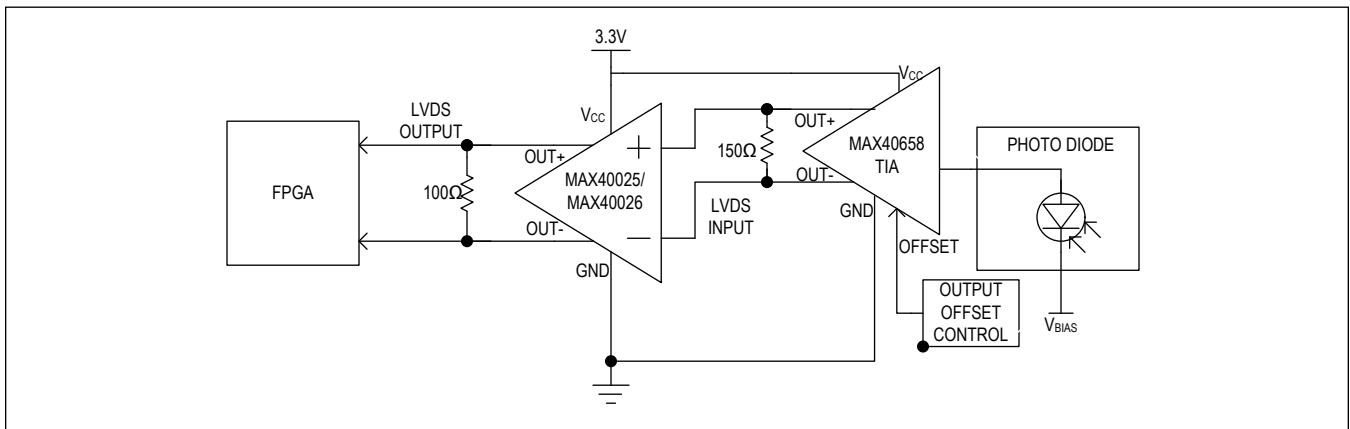 3.3V
VCC
LVDS
OUTPUT
VCC
OUT+
OUT+
MAX40658
TIA
PHOTO DIODE
150Ω
FPGA
100Ω
MAX40025/
MAX40026
OUT-
LVDS
INPUT
GND
OUT-
OFFSET
GND
OUTPUT
OFFSET
CONTROL
VBIAS